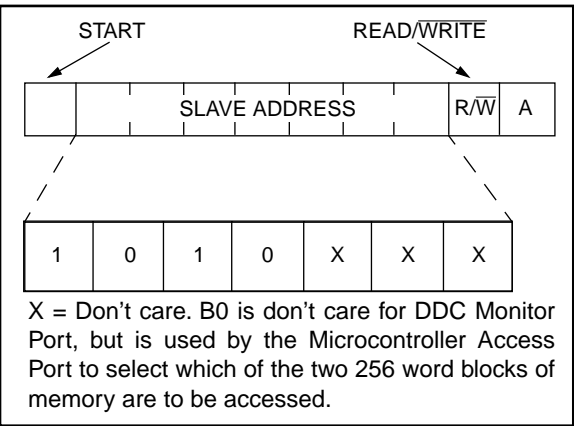 START READ/WRITE
SLAVE ADDRESS R/W A
1 0 1 0 X X X
X = Don't care. B0 is don't care for DDC Monitor
Port, but is used by the Microcontroller Access
Port to select which of the two 256 word blocks of
memory are to be accessed.